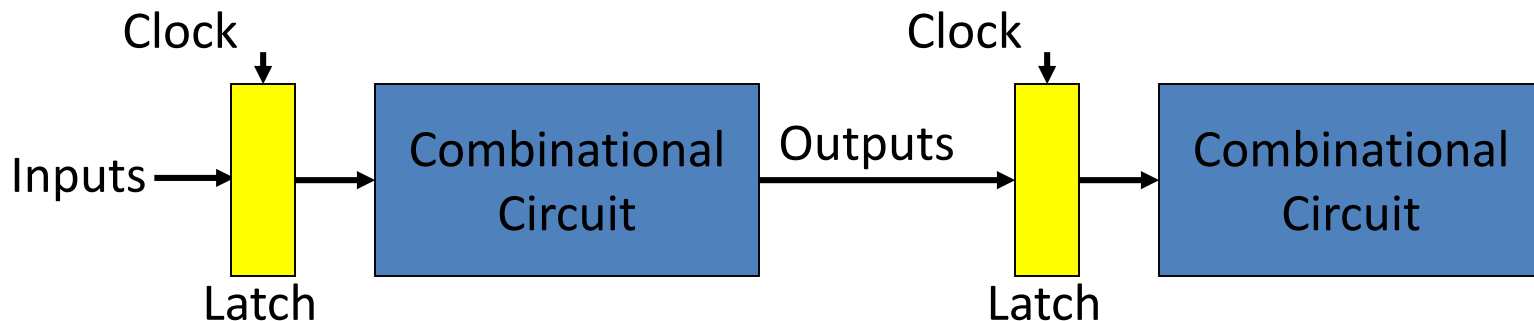 Clock
Clock
Inputs
Combinational
Circuit
Outputs
Combinational
Circuit
Latch
Latch